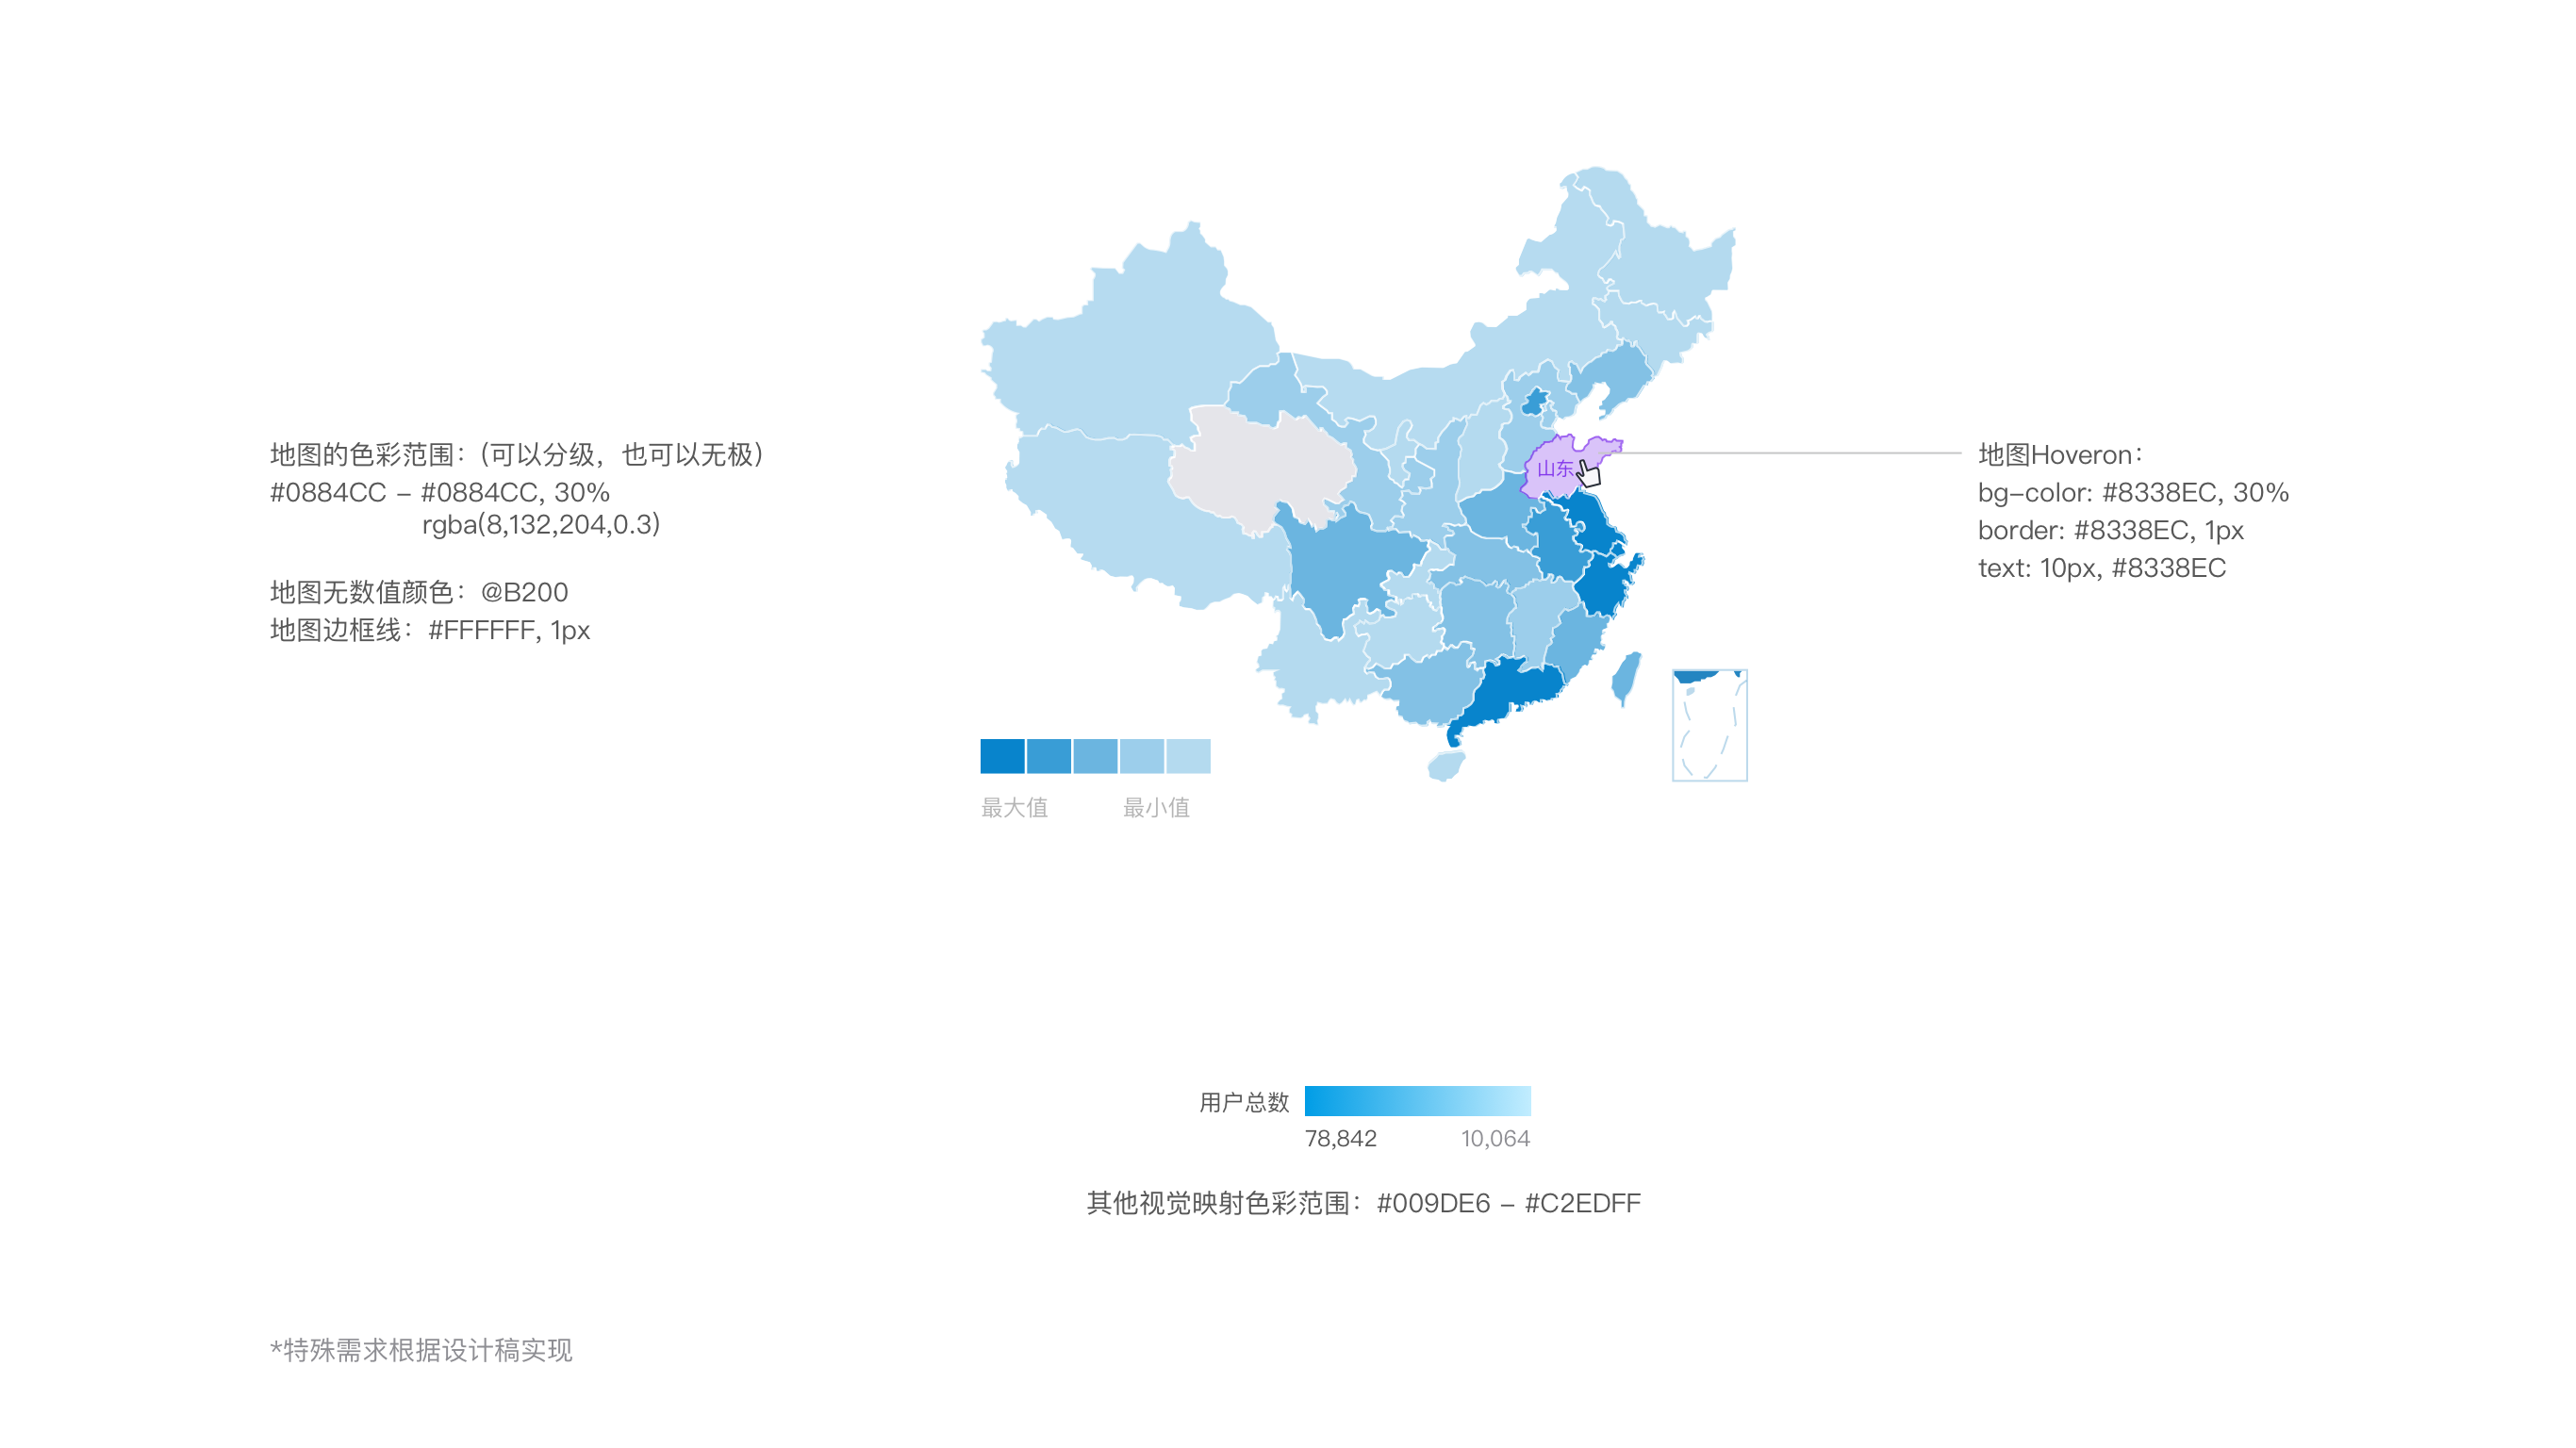 地图的色彩范围：(可以分级，也可以无极)
#0884CC - #0884CC, 30%
rgba(8,132,204,0.3)
地图无数值颜色：@B200
地图边框线：#FFFFFF, 1px
山东
地图Hoveron：
bg-color: #8338EC, 30%
border: #8338EC, 1px
text: 10px, #8338EC
最大值 最小值
用户总数
78,842 10,064
其他视觉映射色彩范围：#009DE6 - #C2EDFF
*特殊需求根据设计稿实现